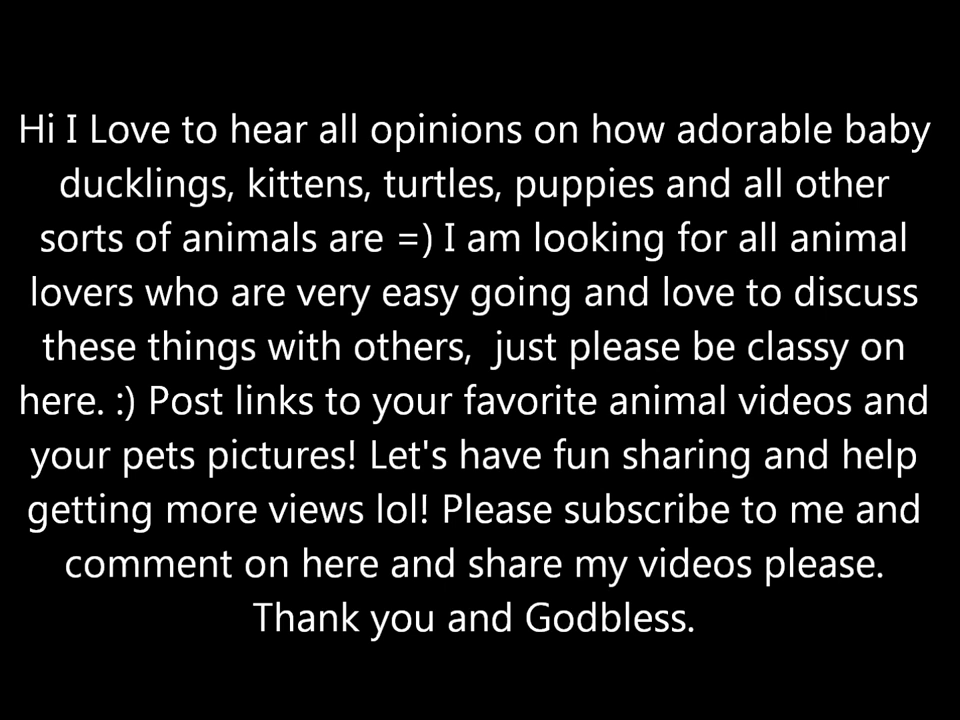 Hi I Love to hear all opinions on how adorable baby
ducklings, kittens, turtles, puppies and all other
sorts of animals are =) I am looking for all animal
lovers who are very easy going and love to discuss
these things with others,  just please be classy on
here. :) Post links to your favorite animal videos and
your pets pictures! Let's have fun sharing and help
getting more views lol! Please subscribe to me and
comment on here and share my videos please.
Thank you and Godbless.